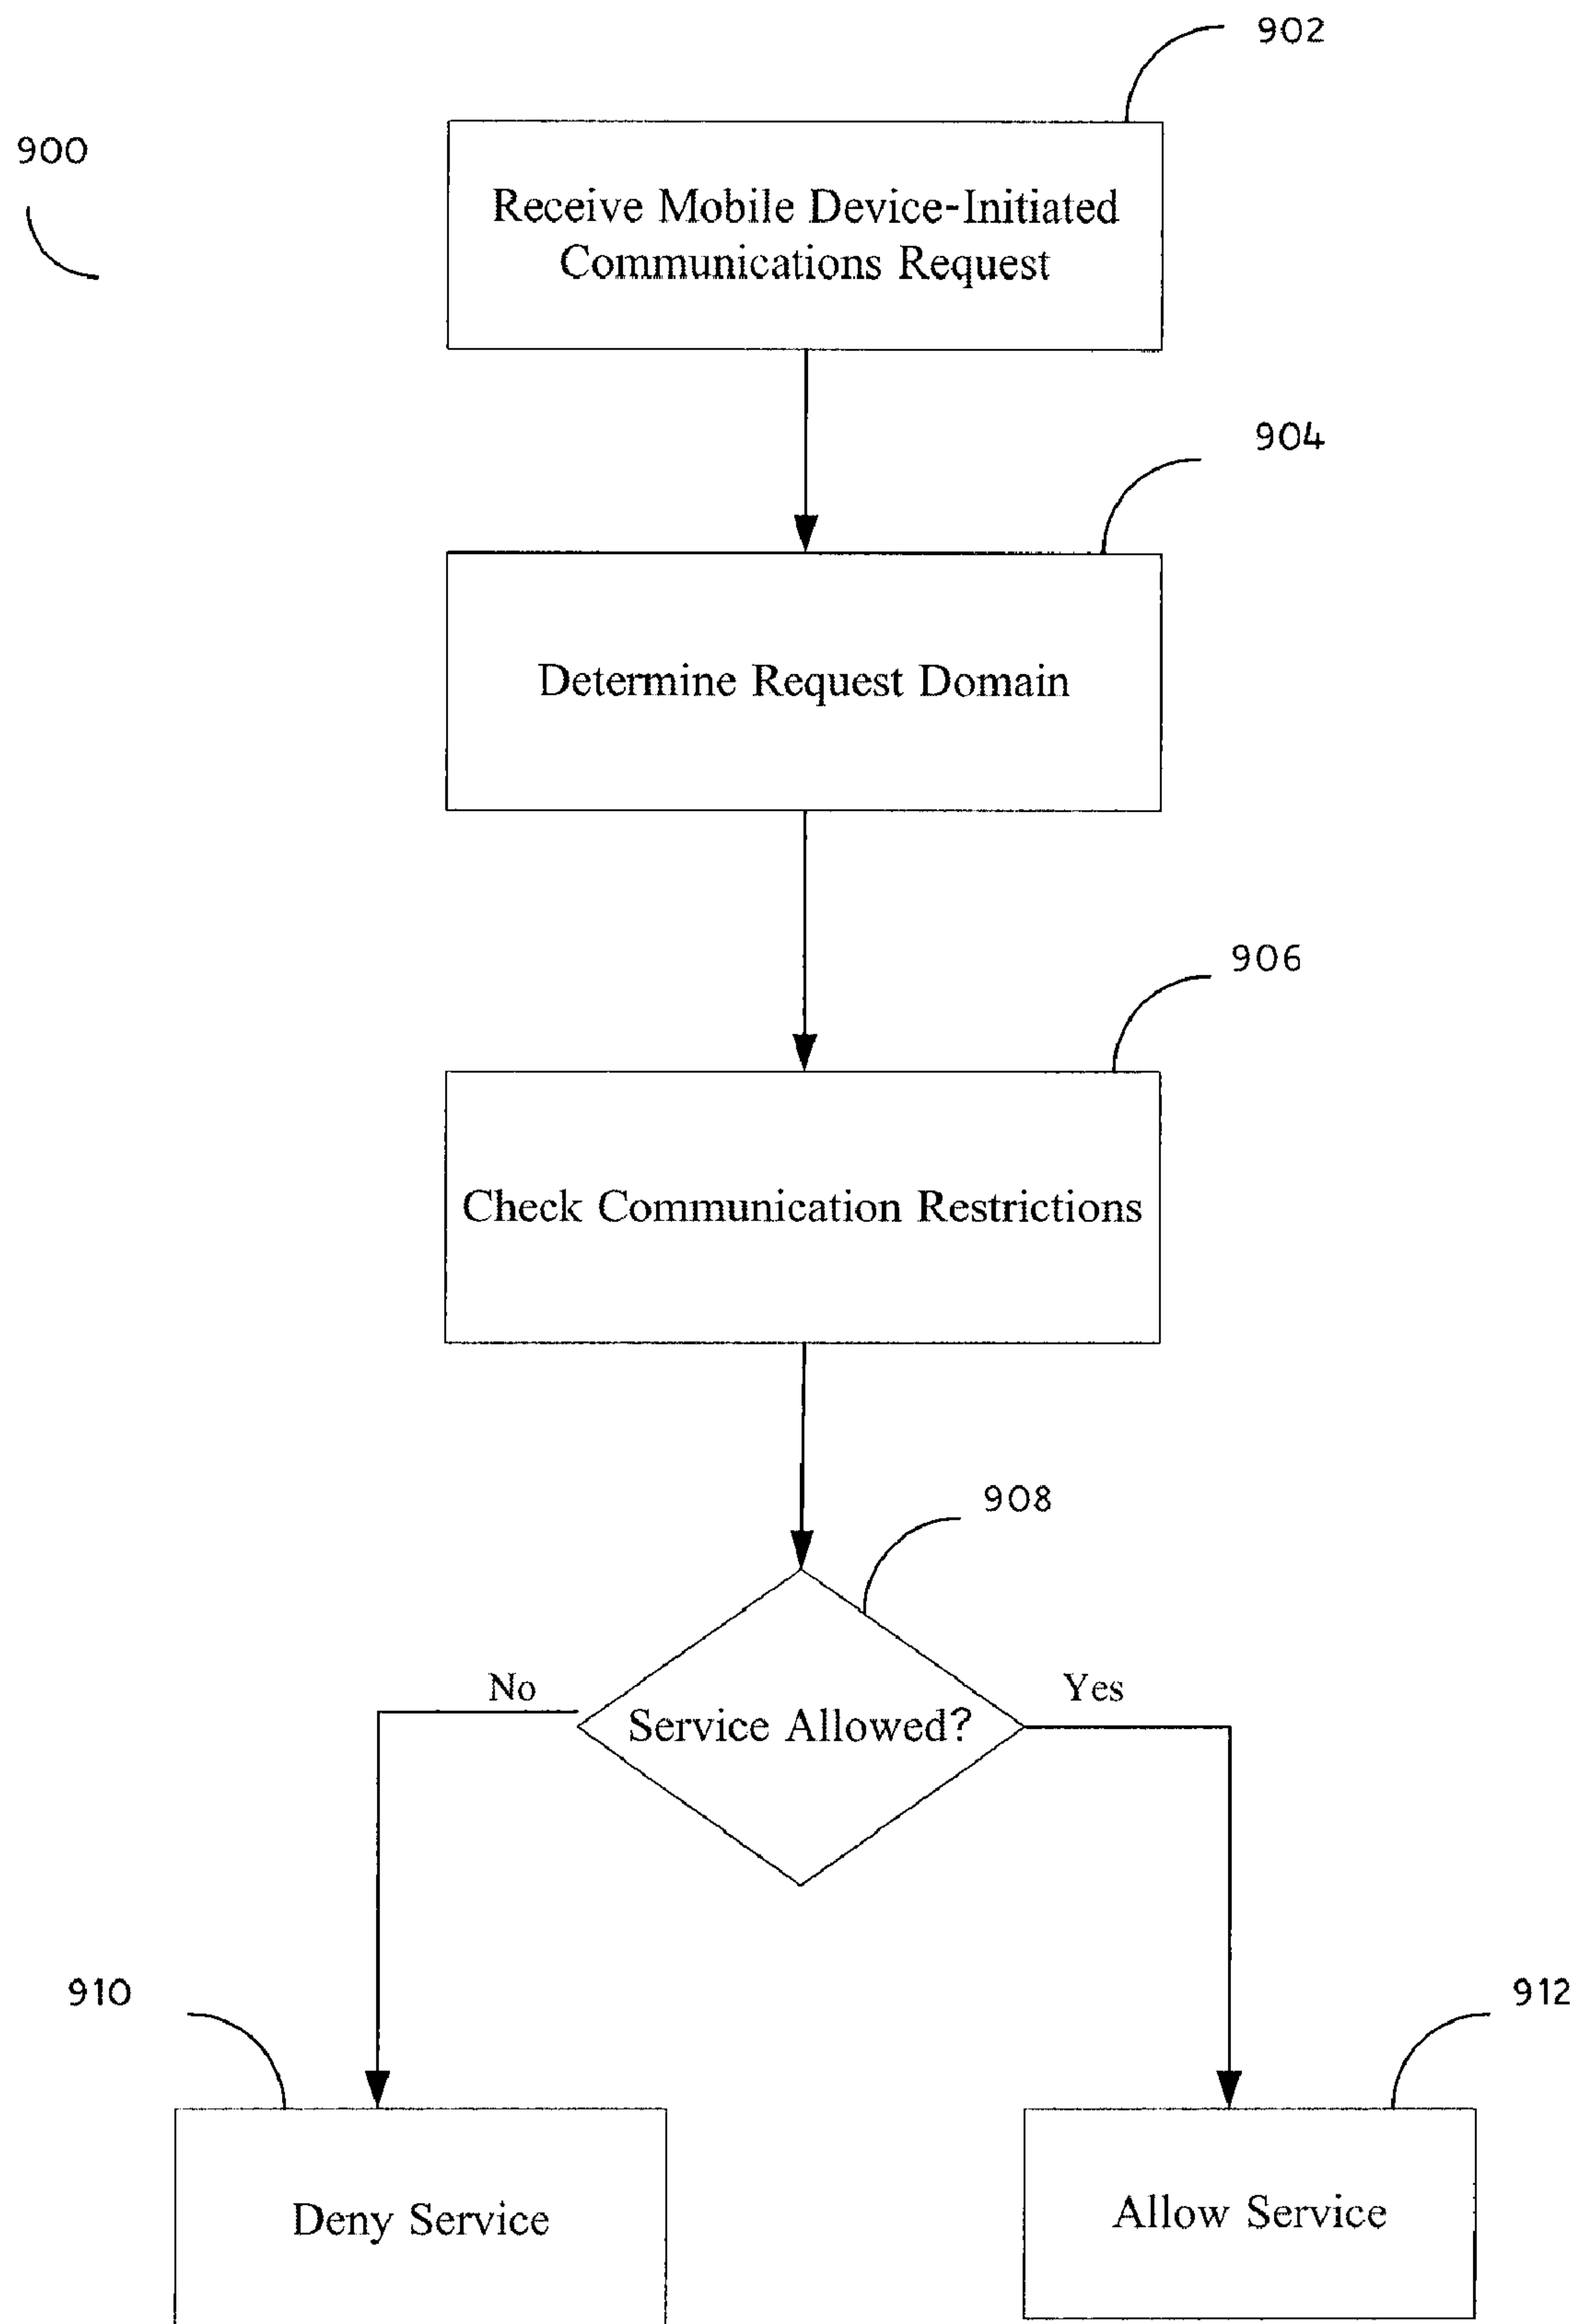 902
900
Receive Mobile Device-Initiated
Communications Request
904
Determine Request Domain
906
Check Communication Restrictions
908
No
Yes
Service Allowed?
910
912
Deny Service
Allow Service